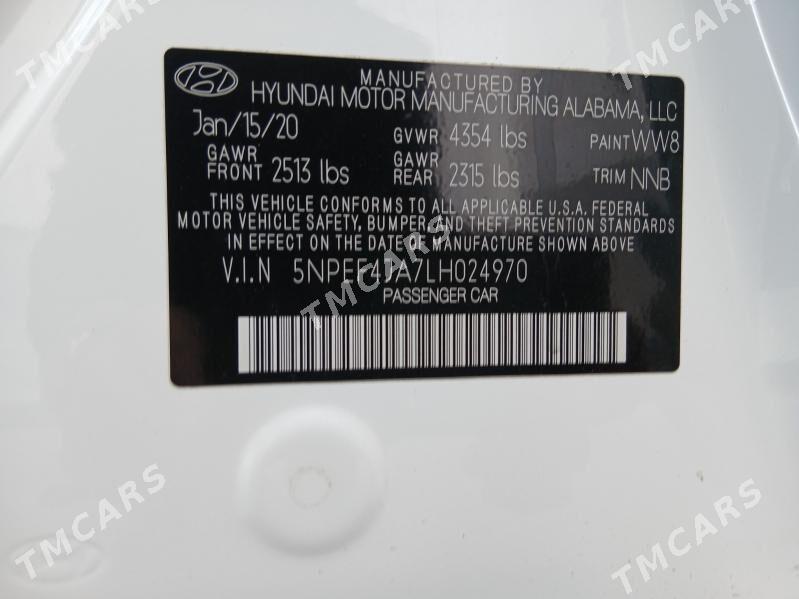 TMCARS
TMCARS
MANUFACTURED BY
HYUNDAI MOTOR MANUFACTURING ALABAMA, LLC
Jan/15/20 GVWR 4354 lbs PAINT WW8
GAWR FRONT 2513 lbs GAWR REAR 2315 lbs TRIM NNB
THIS VEHICLE CONFORMS TO ALL APPLICABLE U.S.A. FEDERAL
MOTOR VEHICLE SAFETY, BUMPER, AND THEFT PREVENTION STANDARDS
IN EFFECT ON THE DATE OF MANUFACTURE SHOWN ABOVE.
V.I.N 5NPEF4JA7LH024970
PASSENGER CAR
TMCARS
TMCARS
TMCARS